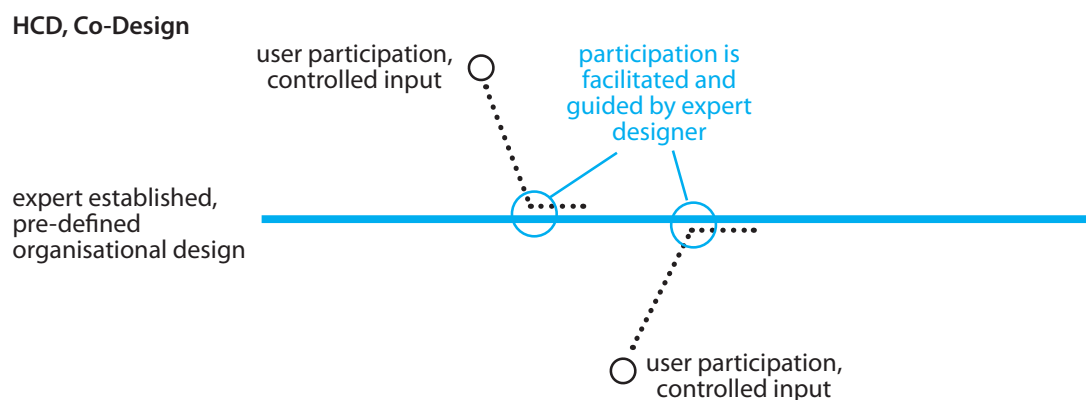 HCD, Co-Design
user participation,
controlled input
participation is
facilitated and
guided by expert
designer
expert established,
pre-defined
organisational design
user participation,
controlled input